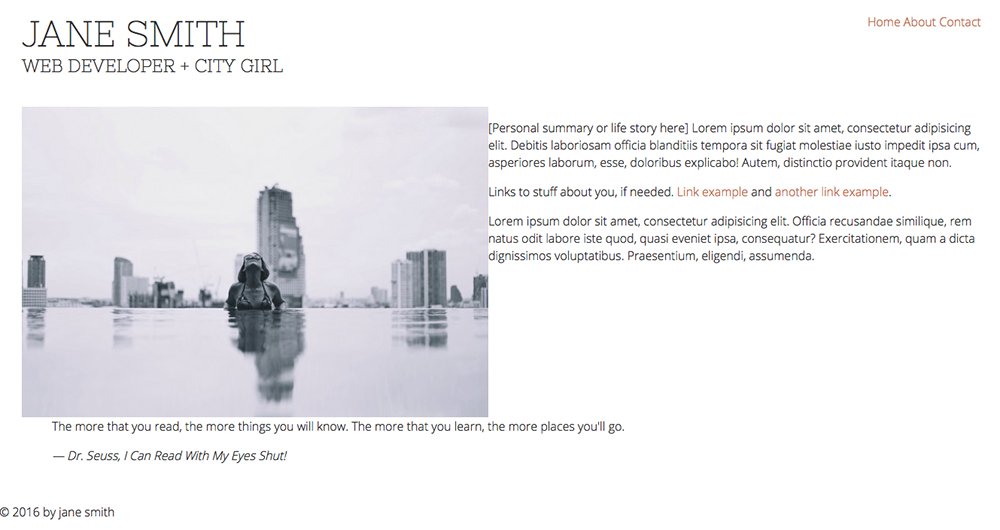 JANE SMITH
WEB DEVELOPER + CITY GIRL
Home About Contact
[Personal summary or life story here] Lorem ipsum dolor sit amet, consectetur adipisicing
elit. Debitis laboriosam officia blanditiis tempora sit fugiat molestiae iusto impedit ipsa cum,
asperiores laborum, esse, doloribus explicabo! Autem, distinctio provident itaque non.
Links to stuff about you, if needed. Link example and another link example.
Lorem ipsum dolor sit amet, consectetur adipisicing elit. Officia recusandae similique, rem
natus odit labore iste quod, quasi eveniet ipsa, consequatur? Exercitationem, quam a dicta
dignissimos voluptatibus. Praesentium, eligendi, assumenda.
The more that you read, the more things you will know. The more that you learn, the more places you'll go.
— Dr. Seuss, I Can Read With My Eyes Shut!
© 2016 by jane smith